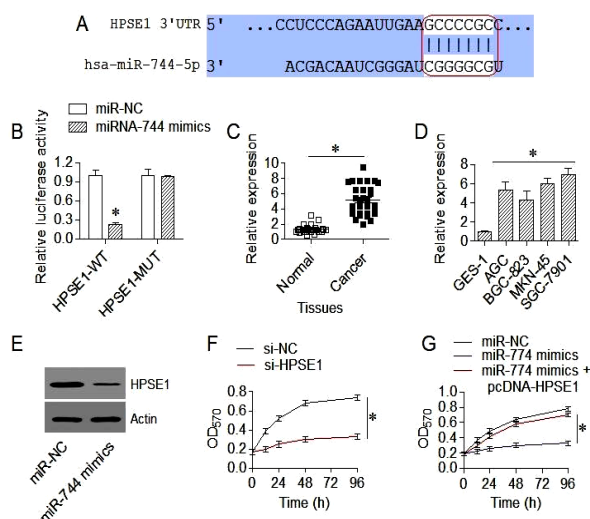 A
HPSE1 3'UTR 5' ...CCUCCCAGAAUUGAAGCCCCGCC...
hsa-miR-744-5p 3' ACGACAAUCGGGAUCGGGGCGU
miR-NC
miRNA-744 mimics
B
Relative luciferase activity
1.2
0.9
0.6
0.3
0.0
*
HPSE1-WT
HPSE1-MUT
C
Relative expression
12
10
8
6
4
2
0
*
Normal
Cancer
Tissues
D
Relative expression
10
8
6
4
2
0
*
GES-1
AGC
BGC-823
MKN-45
SGC-7901
E
HPSE1
Actin
miR-NC
miR-744 mimics
F
si-NC
si-HPSE1
OD570
0.8
0.6
0.4
0.2
0.0
*
0 24 48 72 96
Time (h)
G
miR-NC
miR-774 mimics
miR-774 mimics +
pcDNA-HPSE1
OD570
1.0
0.8
0.6
0.4
0.2
0.0
*
0 24 48 72 96
Time (h)